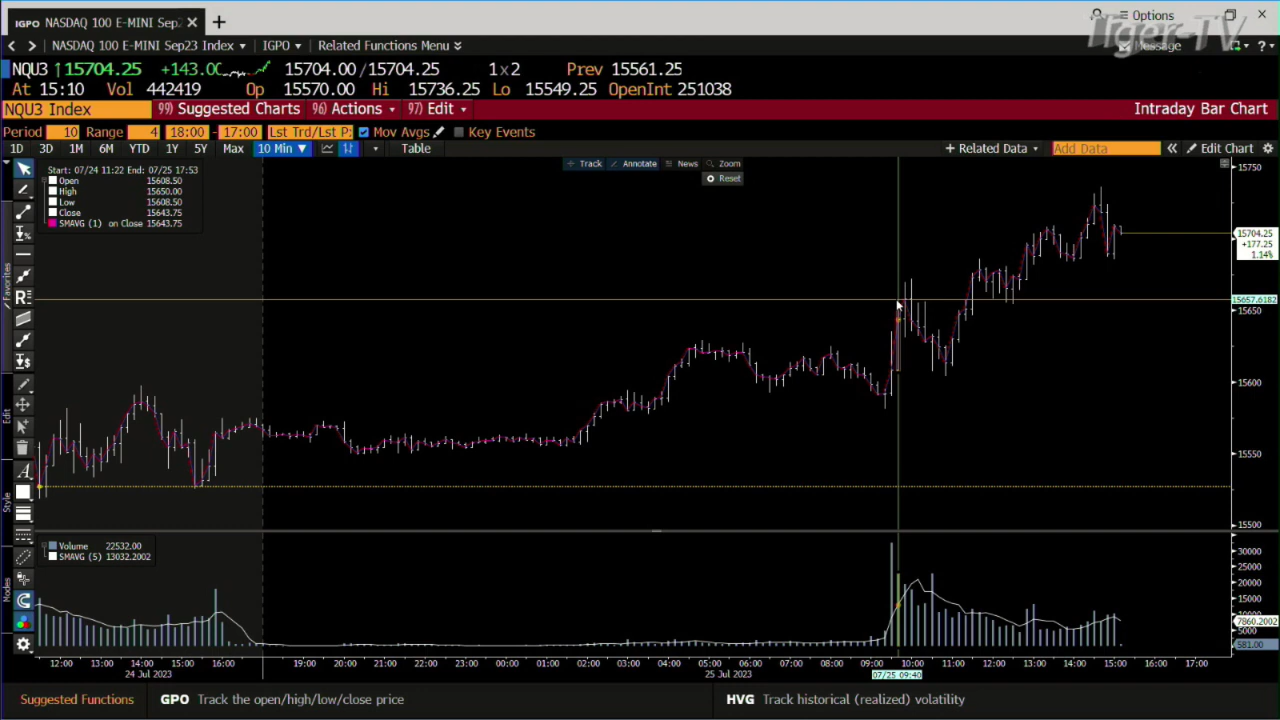 IGPO NASDAQ 100 E-MINI Sep × +
Options
Tiger-TV
< > NASDAQ 100 E-MINI Sep23 Index IGPO Related Functions Menu Message ?
NQU3 ↑15704.25 15704.00/15704.25 1x2 Prev 15561.25
At 15:10 Vol 442419 Op 15570.00 Hi 15736.25 Lo 15549.25 OpenInt 251038
NQU3 Index 99) Suggested Charts 96) Actions 97) Edit Intraday Bar Chart
Period 10 Range 4 18:00 - 17:00 Lst Trd/Lst P: Mov Avgs Key Events
1D 3D 1M 6M YTD 1Y 5Y Max 10 Min ▼ Table + Related Data Add Data « Edit Chart
Track Annotate News Zoom
Reset
Start: 07/24 11:22 End: 07/25 17:53
Open 15608.50
High 15650.00
Low 15608.50
Close 15643.75
SMAVG (1) on Close 15643.75
15750
15704.25
+177.25
1.14%
15657.6182
15650
15600
15550
15500
Favorites
Edit
Style
Modes
Volume 22532.00
SMAVG (5) 13032.2002
30000
25000
20000
15000
7860.2002
5000
581.00
12:00 13:00 14:00 15:00 16:00 19:00 20:00 21:00 22:00 23:00 00:00 01:00 02:00 03:00 04:00 05:00 06:00 07:00 08:00 09:00 10:00 11:00 12:00 13:00 14:00 15:00 16:00 17:00
24 Jul 2023 25 Jul 2023 07/25 09:40
Suggested Functions GPO Track the open/high/low/close price HVG Track historical (realized) volatility